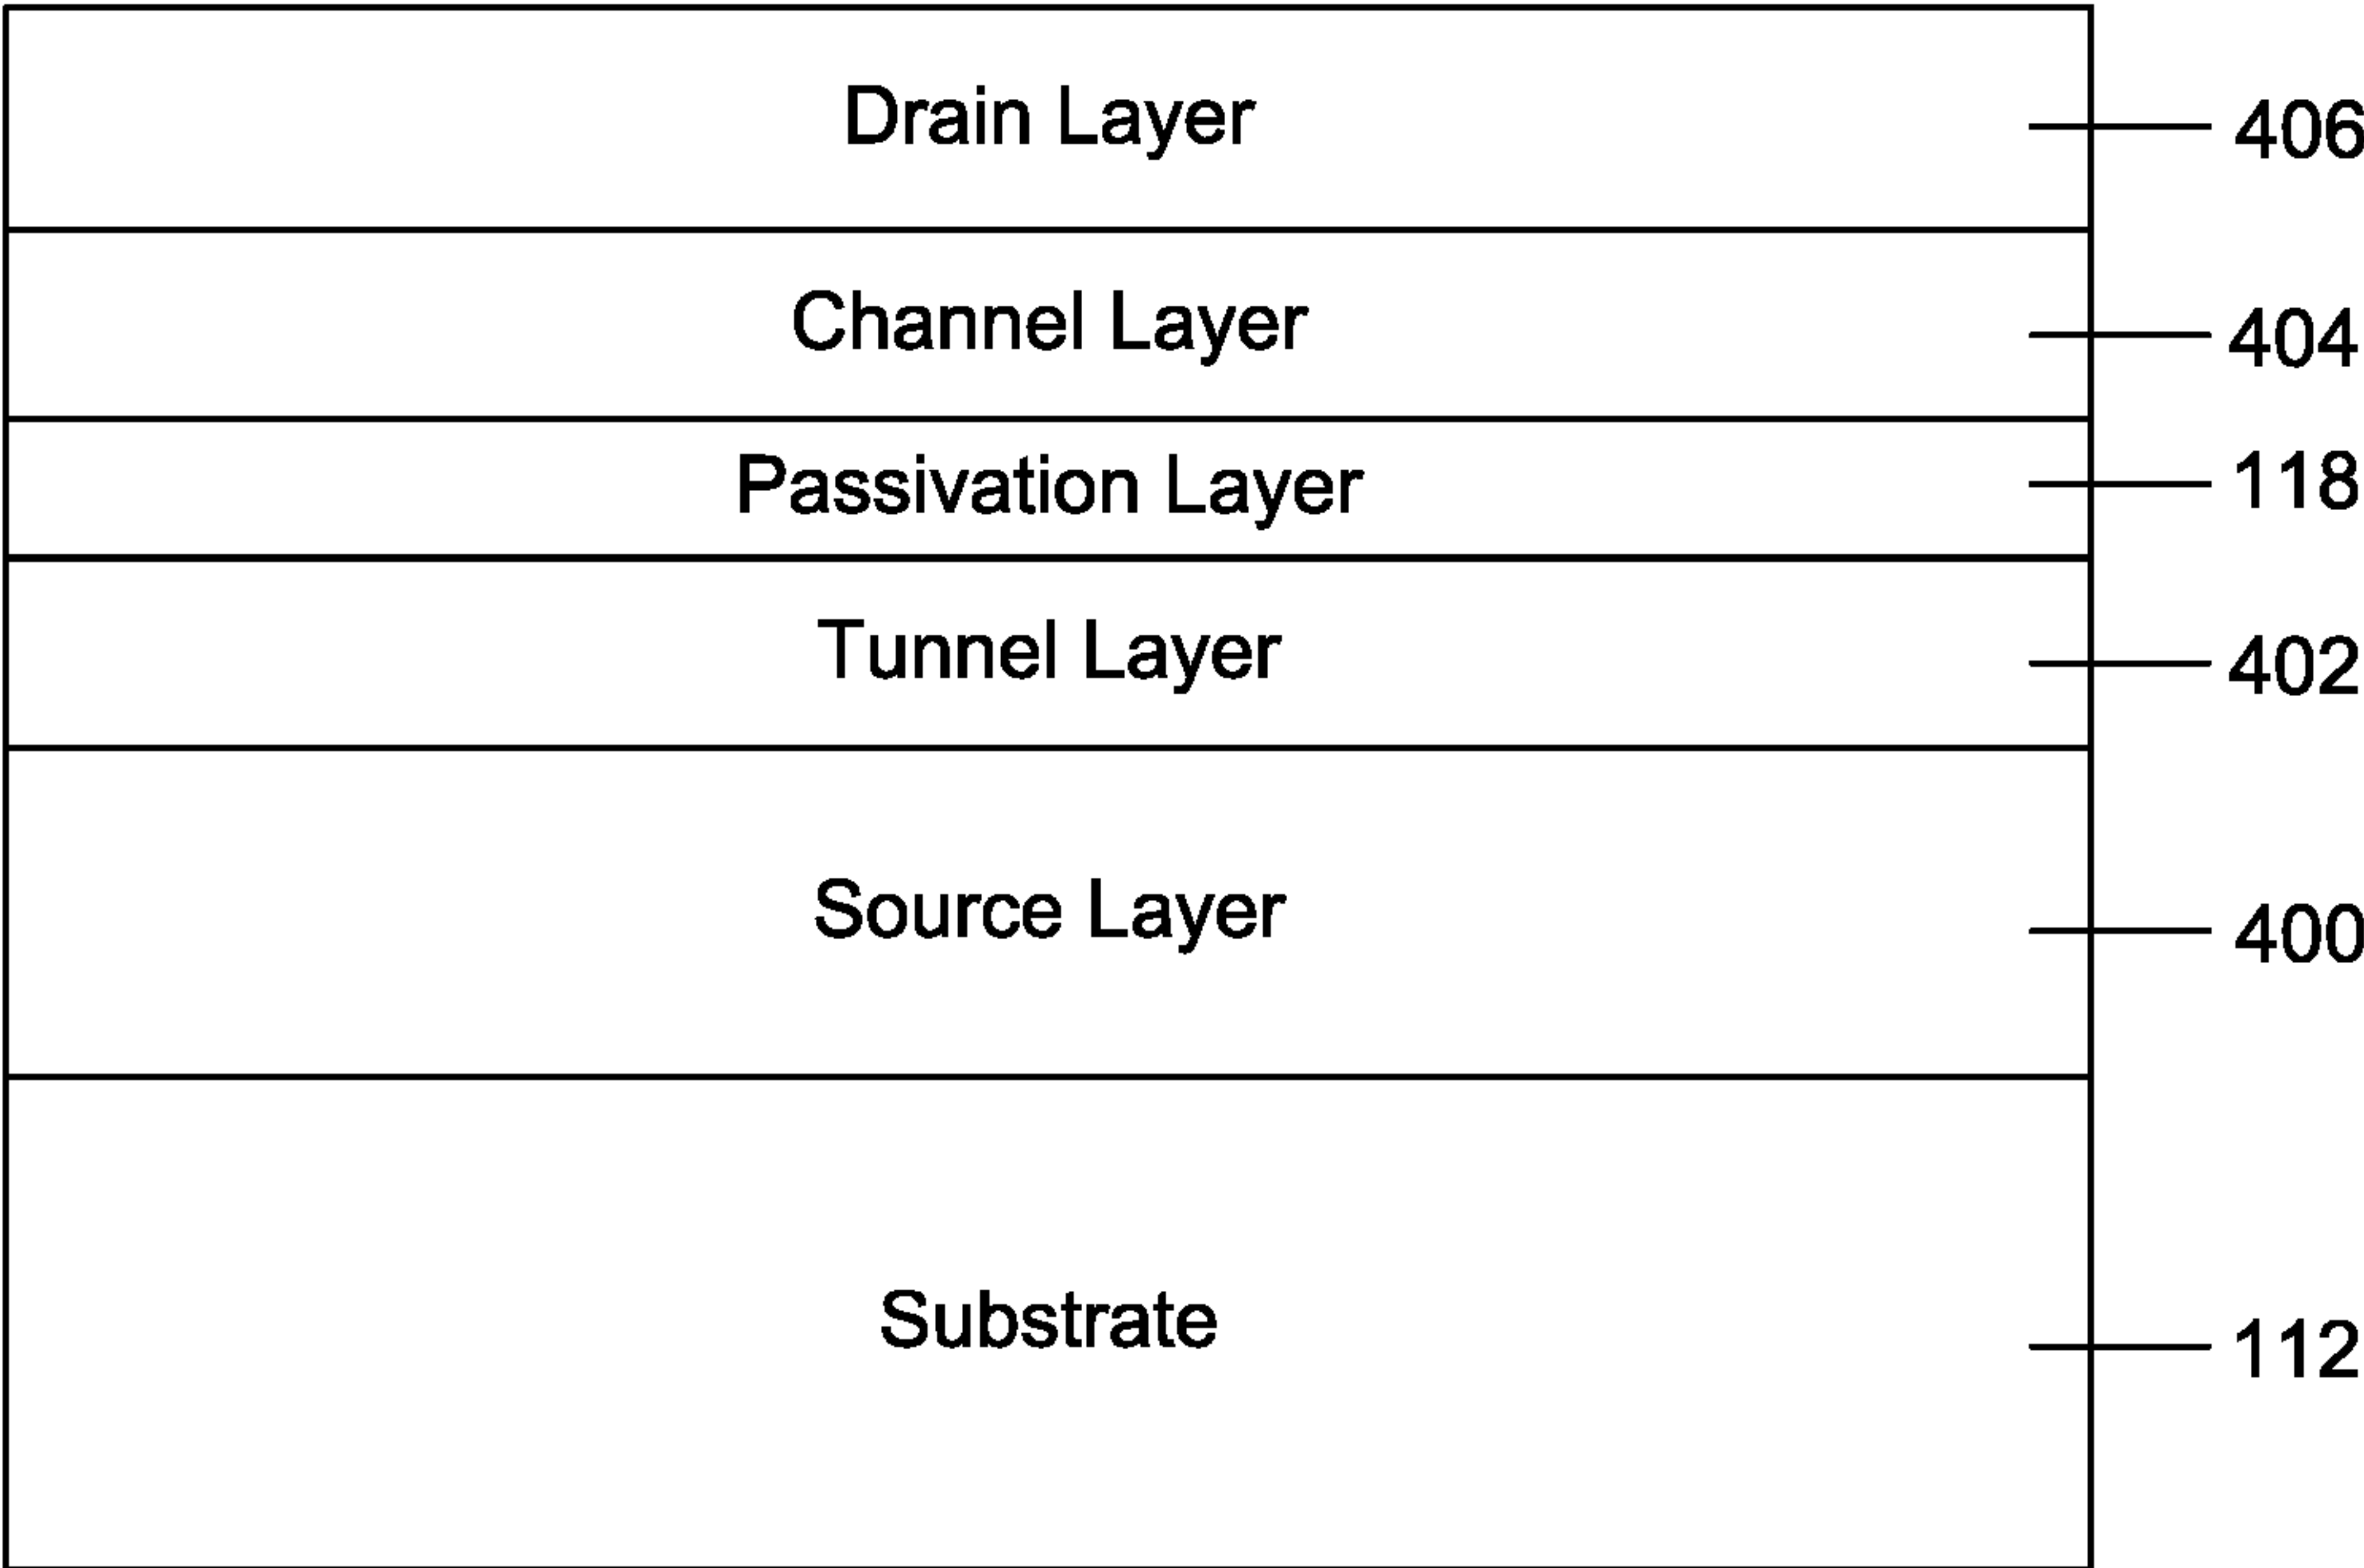 Drain Layer 406
Channel Layer 404
Passivation Layer 118
Tunnel Layer 402
Source Layer 400
Substrate 112